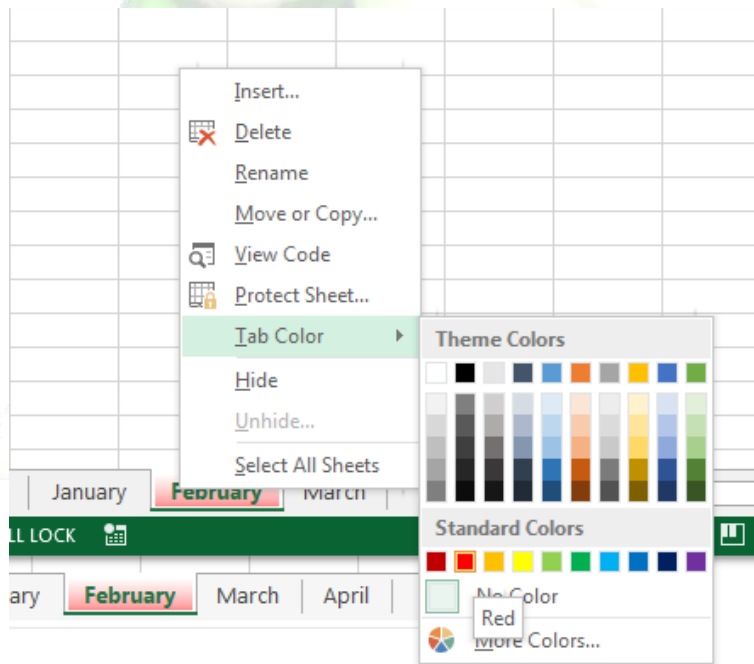 Insert...
Delete
Rename
Move or Copy...
View Code
Protect Sheet...
Tab Color
Hide
Unhide...
Select All Sheets
Theme Colors
Standard Colors
No Color
Red
More Colors...
January February March
LL LOCK
ary February March April